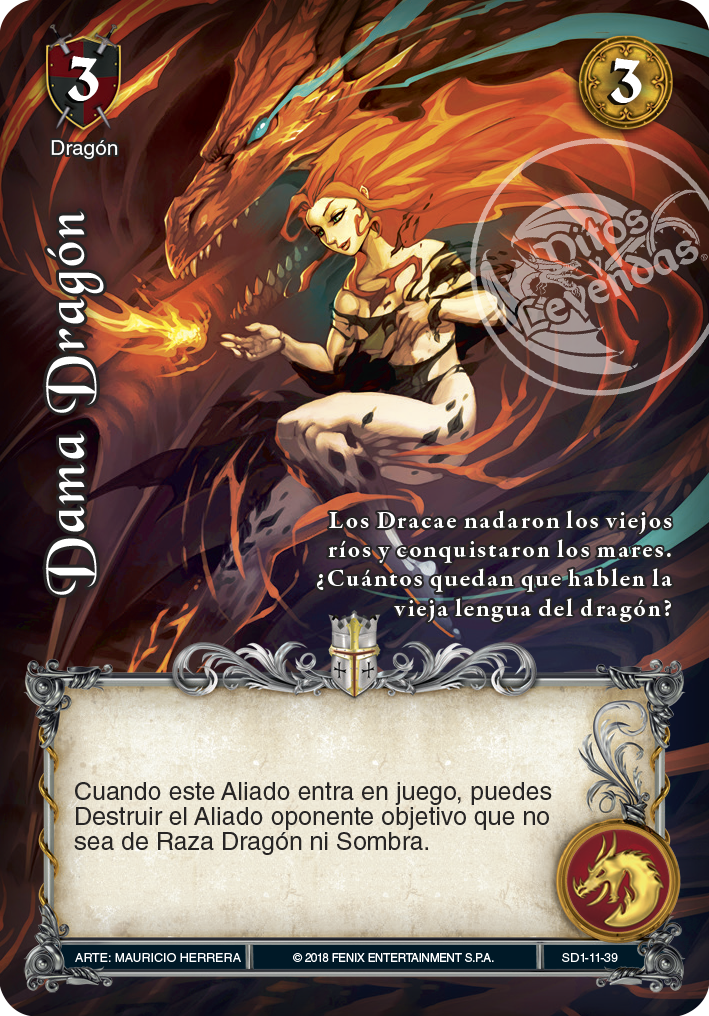 3
3
Dragón
Mitos
y
Leyendas®
Dama Dragón
Los Dracae nadaron los viejos
ríos y conquistaron los mares.
¿Cuántos quedan que hablen la
vieja lengua del dragón?
Cuando este Aliado entra en juego, puedes
Destruir el Aliado oponente objetivo que no
sea de Raza Dragón ni Sombra.
ARTE: MAURICIO HERRERA
© 2018 FENIX ENTERTAINMENT S.P.A.
SD1-11-39